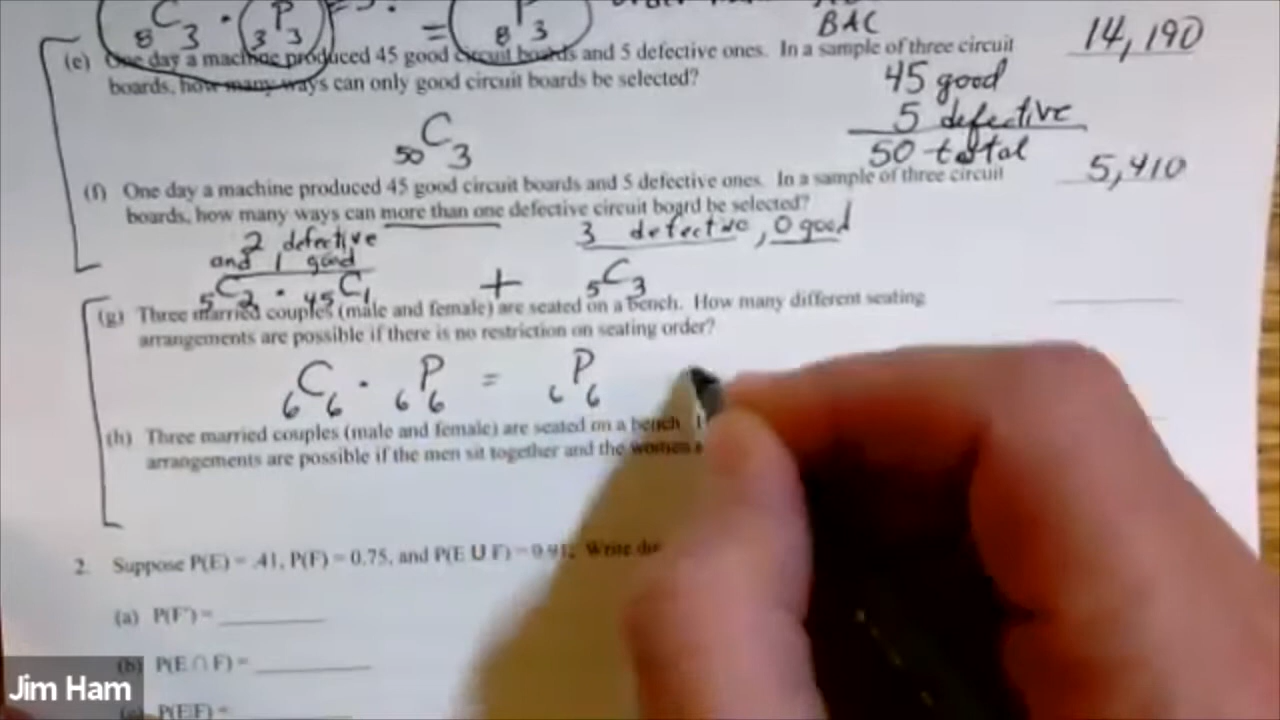 8C3 · 3P3 = 8P3
BAC
14,190
(e) One day a machine produced 45 good circuit boards and 5 defective ones. In a sample of three circuit
boards, how many ways can only good circuit boards be selected?
45 good
5 defective
50 total
50C3
5,410
(f) One day a machine produced 45 good circuit boards and 5 defective ones. In a sample of three circuit
boards, how many ways can more than one defective circuit board be selected?
2 defective
and 1 good
3 defective, 0 good
5C2 · 45C1 + 5C3
(g) Three married couples (male and female) are seated on a bench. How many different seating
arrangements are possible if there is no restriction on seating order?
6C6 · 6P6 = 6P6
(h) Three married couples (male and female) are seated on a bench.
arrangements are possible if the men sit together and the women
2. Suppose P(E) = .41, P(F) = 0.75, and P(E U F) = 0.91. Write
(a) P(F') =
(b) P(E ∩ F) =
P(E|F) =
Jim Ham